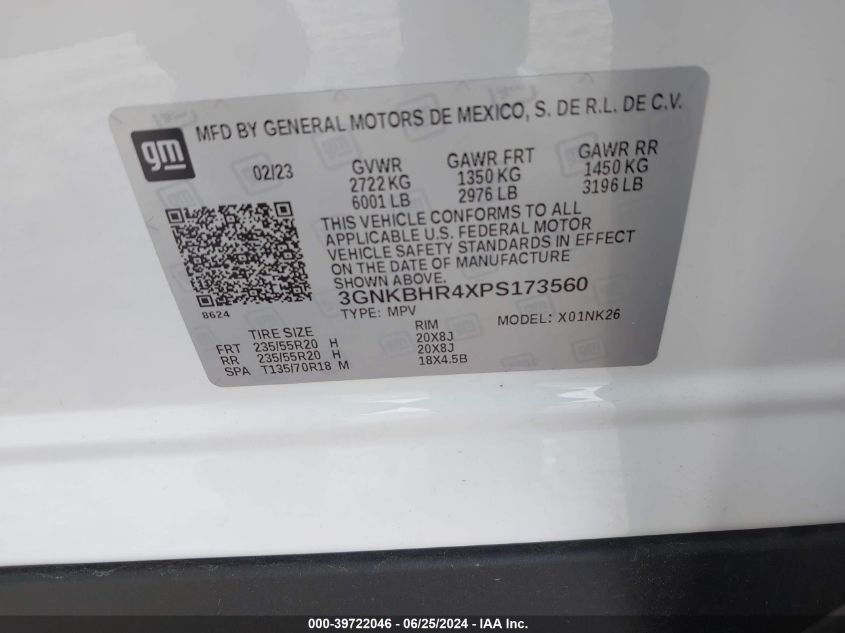 gm
MFD BY GENERAL MOTORS DE MEXICO, S. DE R.L. DE C.V.
02/23
GVWR
2722 KG
6001 LB
GAWR FRT
1350 KG
2976 LB
GAWR RR
1450 KG
3196 LB
THIS VEHICLE CONFORMS TO ALL
APPLICABLE U.S. FEDERAL MOTOR
VEHICLE SAFETY STANDARDS IN EFFECT
ON THE DATE OF MANUFACTURE
SHOWN ABOVE.
8624
3GNKBHR4XPS173560
TYPE: MPV
MODEL: X01NK26
TIRE SIZE RIM
FRT 235/55R20 H 20X8J
RR 235/55R20 H 20X8J
SPA T135/70R18 M 18X4.5B
000-39722046 - 06/25/2024 - IAA Inc.